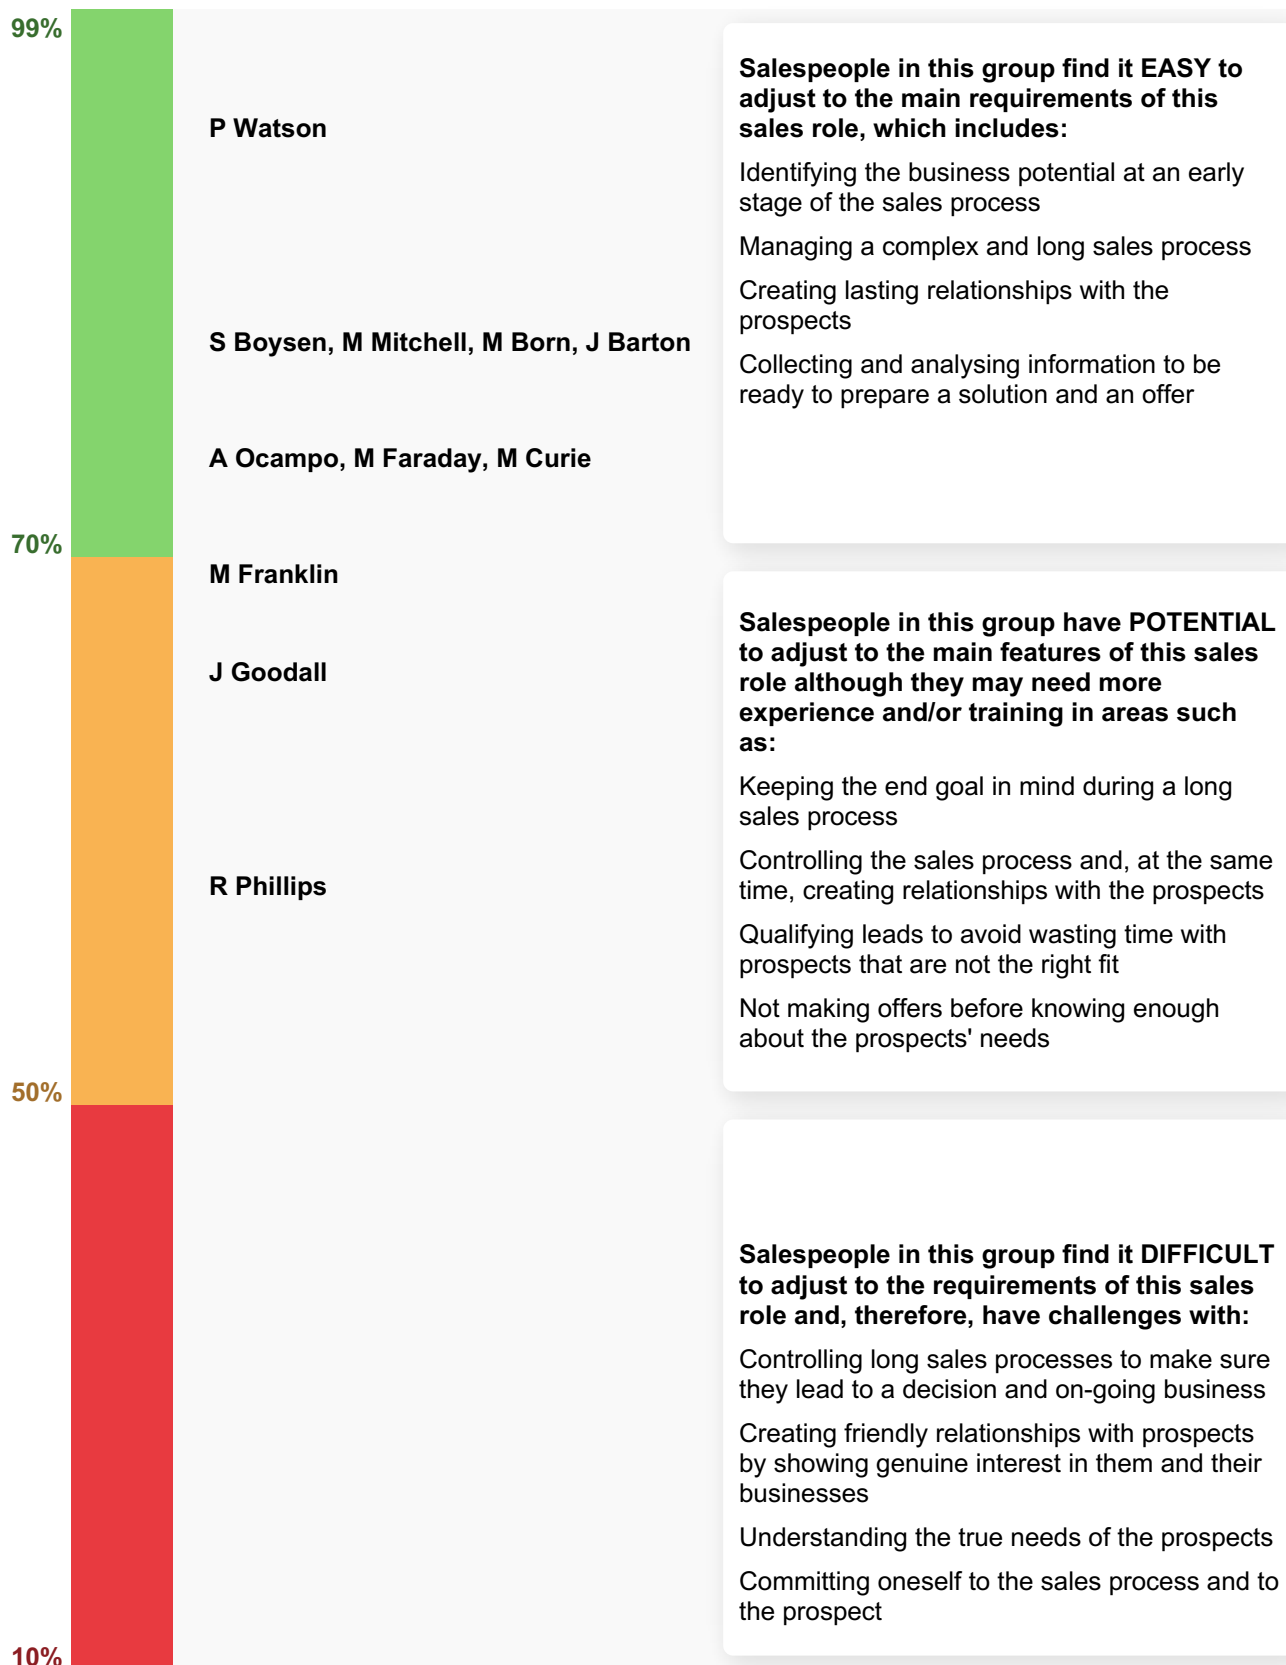 99%
P Watson
S Boysen, M Mitchell, M Born, J Barton
A Ocampo, M Faraday, M Curie
Salespeople in this group find it EASY to
adjust to the main requirements of this
sales role, which includes:
Identifying the business potential at an early
stage of the sales process
Managing a complex and long sales process
Creating lasting relationships with the
prospects
Collecting and analysing information to be
ready to prepare a solution and an offer
70%
M Franklin
J Goodall
R Phillips
Salespeople in this group have POTENTIAL
to adjust to the main features of this sales
role although they may need more
experience and/or training in areas such
as:
Keeping the end goal in mind during a long
sales process
Controlling the sales process and, at the same
time, creating relationships with the prospects
Qualifying leads to avoid wasting time with
prospects that are not the right fit
Not making offers before knowing enough
about the prospects' needs
50%
Salespeople in this group find it DIFFICULT
to adjust to the requirements of this sales
role and, therefore, have challenges with:
Controlling long sales processes to make sure
they lead to a decision and on-going business
Creating friendly relationships with prospects
by showing genuine interest in them and their
businesses
Understanding the true needs of the prospects
Committing oneself to the sales process and to
the prospect
10%